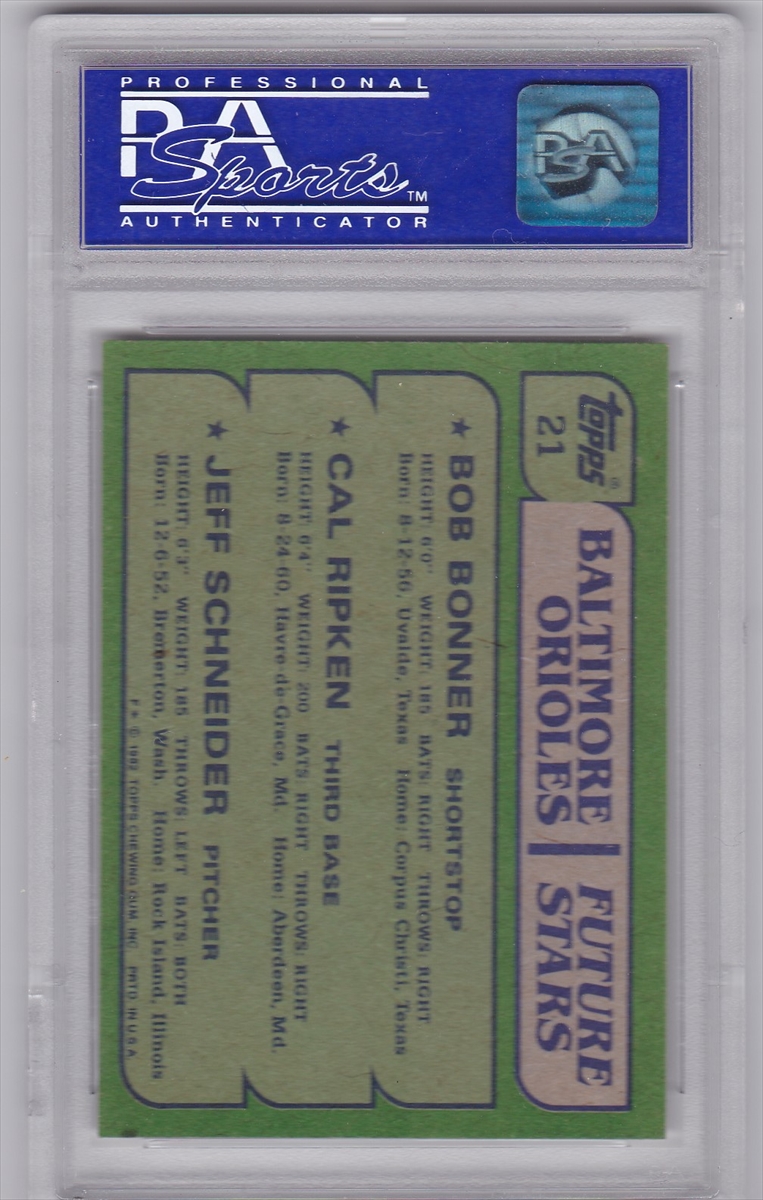 PROFESSIONAL
PSA
Sports™
AUTHENTICATOR
PSA
topps®
21
BALTIMORE
ORIOLES
FUTURE
STARS
★ BOB BONNER SHORTSTOP
HEIGHT: 6'0" WEIGHT: 185 BATS: RIGHT THROWS: RIGHT
Born: 8-12-56, Uvalde, Texas Home: Corpus Christi, Texas
★ CAL RIPKEN THIRD BASE
HEIGHT: 6'4" WEIGHT: 200 BATS: RIGHT THROWS: RIGHT
Born: 8-24-60, Havre-de-Grace, Md. Home: Aberdeen, Md.
★ JEFF SCHNEIDER PITCHER
HEIGHT: 6'3" WEIGHT: 185 THROWS: LEFT BATS: BOTH
Born: 12-6-52, Bremerton, Wash. Home: Rock Island, Illinois
F* © 1982 TOPPS CHEWING GUM, INC. PRTD. IN U.S.A.